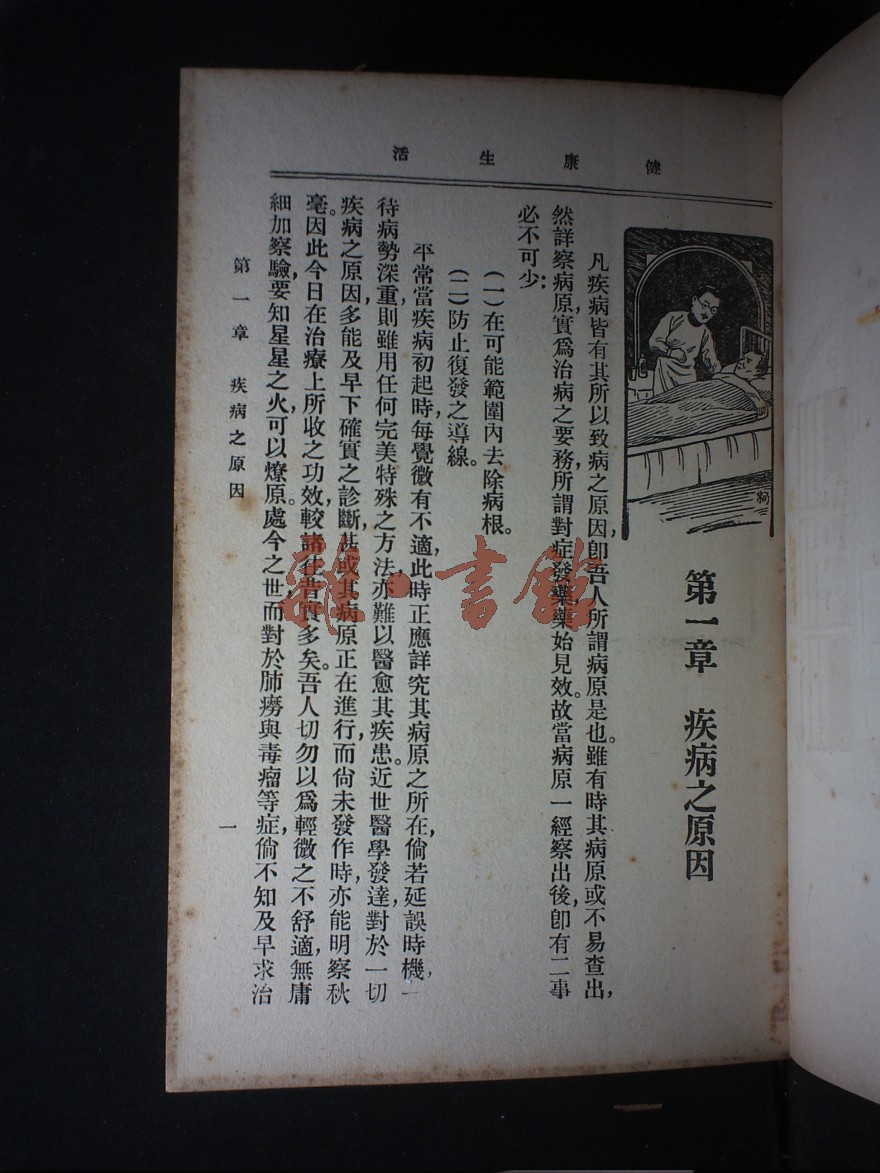 健康生活
第一章　疾病之原因
凡疾病皆有其所以致病之原因,卽吾人所謂病原是也。雖有時其病原或不易查出,
然詳察病原,實爲治病之要務,所謂對症發藥,藥始見效。故當病原一經察出後,卽有二事
必不可少:
(一)在可能範圍內去除病根。
(二)防止復發之導線。
平常當疾病初起時,每覺微有不適,此時正應詳究其病原之所在,倘若延誤時機,一
待病勢深重,則雖用任何完美特殊之方法,亦難以醫愈其疾患。近世醫學發達,對於一切
疾病之原因,多能及早下確實之診斷,甚或其病原正在進行,而尙未發作時,亦能明察秋
毫。因此今日在治療上所收之功效,較諸往昔實多矣。吾人切勿以爲輕微之不舒適,無庸
細加察驗,要知星星之火,可以燎原。處今之世,而對於肺癆與毒瘤等症,倘不知及早求治
第一章　疾病之原因
一
雜·書館